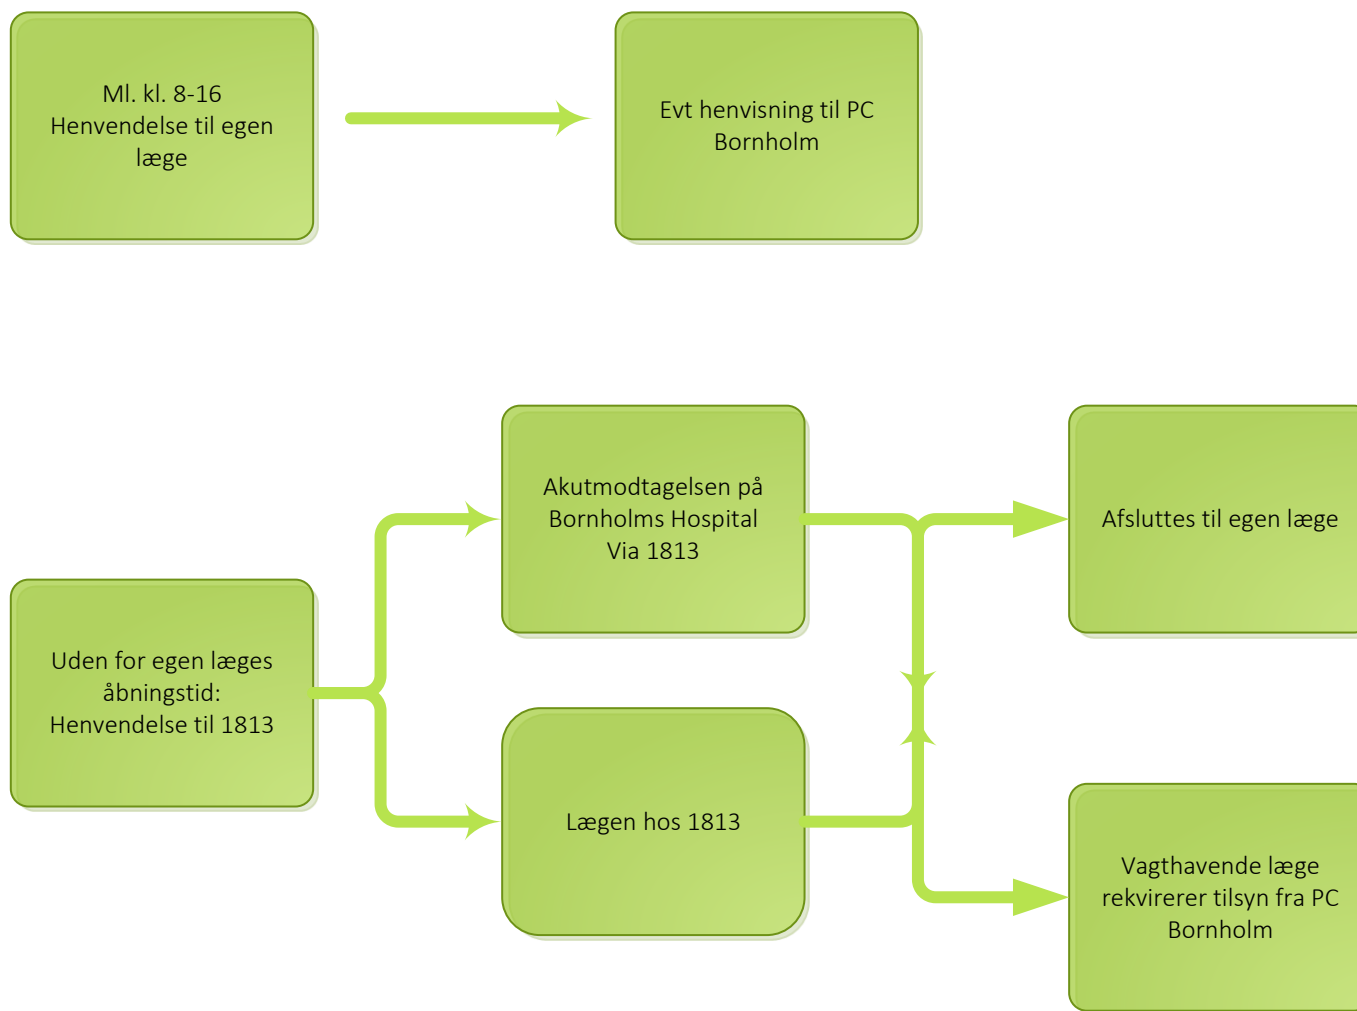 Ml. kl. 8-16
Henvendelse til egen
læge
Evt henvisning til PC
Bornholm
Akutmodtagelsen på
Bornholms Hospital
Via 1813
Afsluttes til egen læge
Uden for egen læges
åbningstid:
Henvendelse til 1813
Lægen hos 1813
Vagthavende læge
rekvirerer tilsyn fra PC
Bornholm